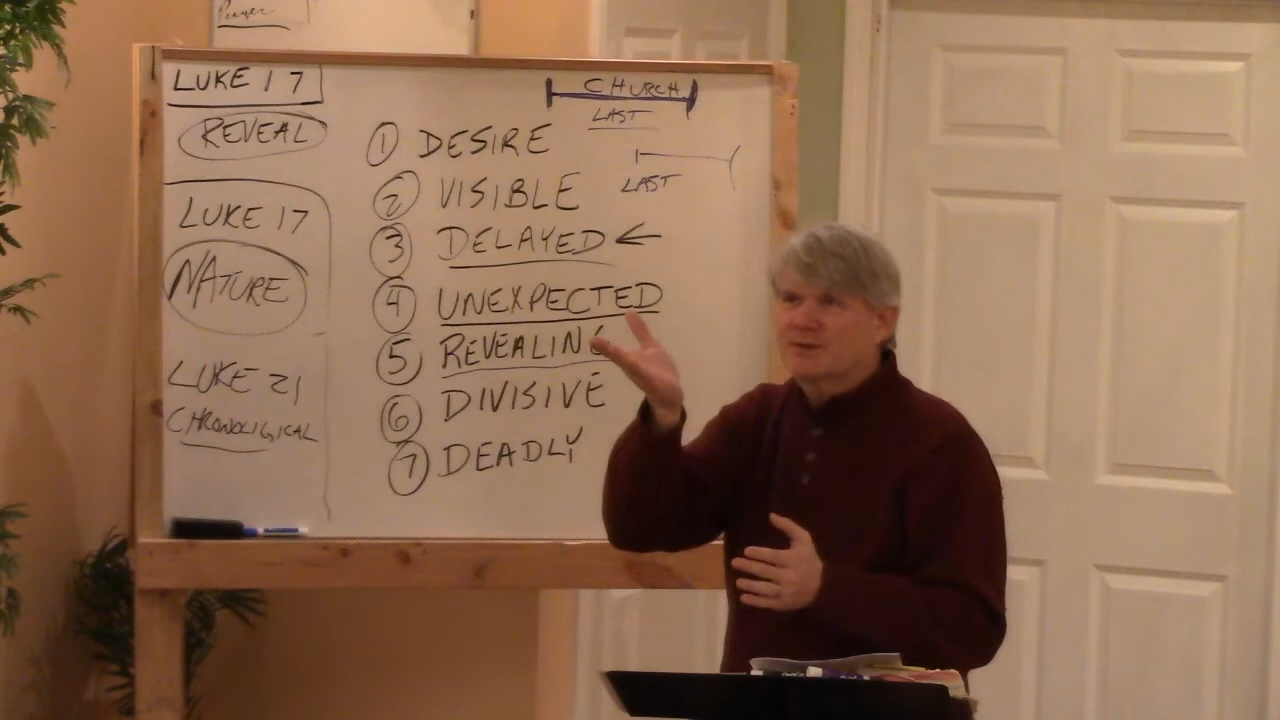 Prayer
LUKE 17
REVEAL
LUKE 17
NATURE
LUKE 21
CHRONOLIGICAL
1 DESIRE
2 VISIBLE
3 DELAYED ←
4 UNEXPECTED
5 REVEALING
6 DIVISIVE
7 DEADLY
CHURCH
LAST
LAST